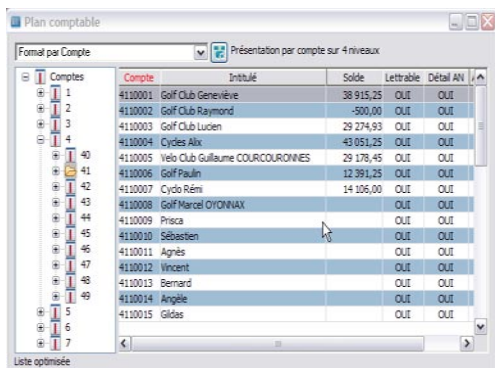 Plan comptable
Format par Compte
Présentation par compte sur 4 niveaux
Comptes
1
2
3
4
40
41
42
43
44
45
46
47
48
49
5
6
7
Compte Intitulé Solde Lettrable Détail AN
4110001 Golf Club Geneviève 38 915,25 OUI OUI
4110002 Golf Club Raymond -500,00 OUI OUI
4110003 Golf Club Lucien 29 274,93 OUI OUI
4110004 Cycles Alix 43 051,25 OUI OUI
4110005 Velo Club Guillaume COURCOURONNES 29 178,45 OUI OUI
4110006 Golf Paulin 12 391,25 OUI OUI
4110007 Cyclo Rémi 14 106,00 OUI OUI
4110008 Golf Marcel OYONNAX OUI OUI
4110009 Prisca OUI OUI
4110010 Sébastien OUI OUI
4110011 Agnès OUI OUI
4110012 Vincent OUI OUI
4110013 Bernard OUI OUI
4110014 Angèle OUI OUI
4110015 Gildas OUI OUI
Liste optimisée